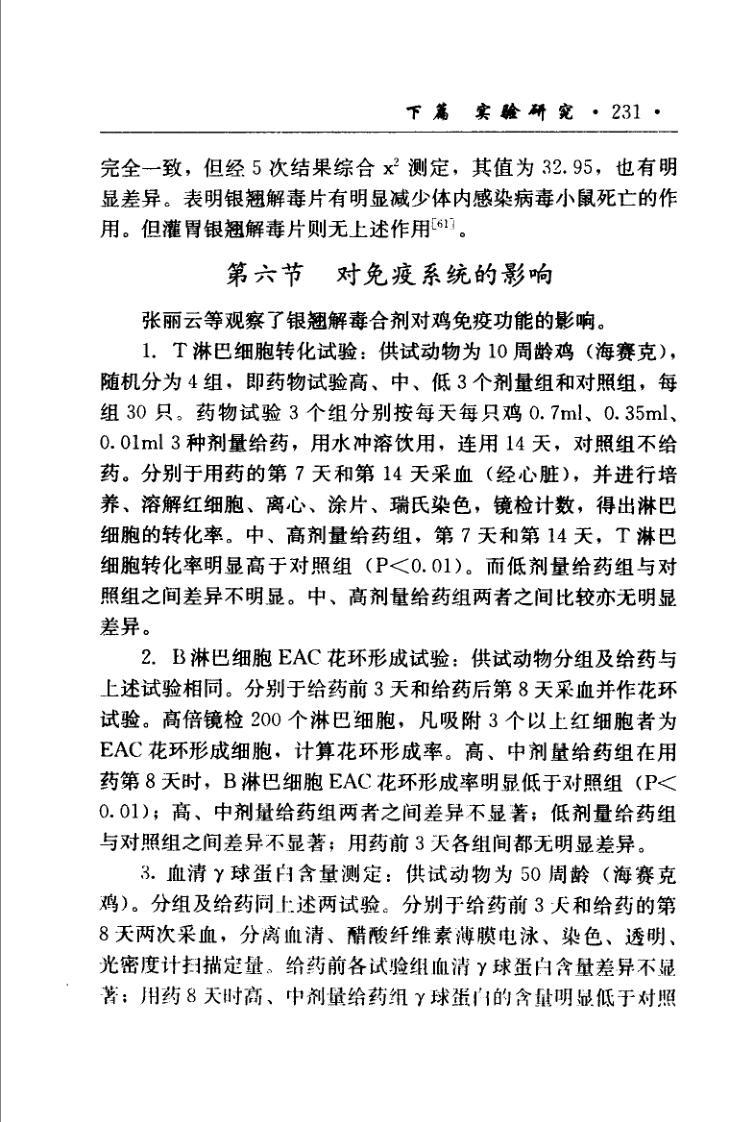 下篇 实验研究 · 231 ·
完全一致，但经 5 次结果综合 x² 测定，其值为 32.95，也有明
显差异。表明银翘解毒片有明显减少体内感染病毒小鼠死亡的作
用。但灌胃银翘解毒片则无上述作用[61]。
第六节 对免疫系统的影响
张丽云等观察了银翘解毒合剂对鸡免疫功能的影响。
1. T 淋巴细胞转化试验：供试动物为 10 周龄鸡（海赛克），
随机分为 4 组，即药物试验高、中、低 3 个剂量组和对照组，每
组 30 只。药物试验 3 个组分别按每天每只鸡 0.7ml、0.35ml、
0.01ml 3 种剂量给药，用水冲溶饮用，连用 14 天，对照组不给
药。分别于用药的第 7 天和第 14 天采血（经心脏），并进行培
养、溶解红细胞、离心、涂片、瑞氏染色，镜检计数，得出淋巴
细胞的转化率。中、高剂量给药组，第 7 天和第 14 天，T 淋巴
细胞转化率明显高于对照组（P＜0.01）。而低剂量给药组与对
照组之间差异不明显。中、高剂量给药组两者之间比较亦无明显
差异。
2. B 淋巴细胞 EAC 花环形成试验：供试动物分组及给药与
上述试验相同。分别于给药前 3 天和给药后第 8 天采血并作花环
试验。高倍镜检 200 个淋巴细胞，凡吸附 3 个以上红细胞者为
EAC 花环形成细胞，计算花环形成率。高、中剂量给药组在用
药第 8 天时，B 淋巴细胞 EAC 花环形成率明显低于对照组（P＜
0.01）；高、中剂量给药组两者之间差异不显著；低剂量给药组
与对照组之间差异不显著；用药前 3 天各组间都无明显差异。
3. 血清 γ 球蛋白含量测定：供试动物为 50 周龄（海赛克
鸡）。分组及给药同上述两试验。分别于给药前 3 天和给药的第
8 天两次采血，分离血清、醋酸纤维素薄膜电泳、染色、透明、
光密度计扫描定量。给药前各试验组血清 γ 球蛋白含量差异不显
著；用药 8 天时高、中剂量给药组 γ 球蛋白的含量明显低于对照